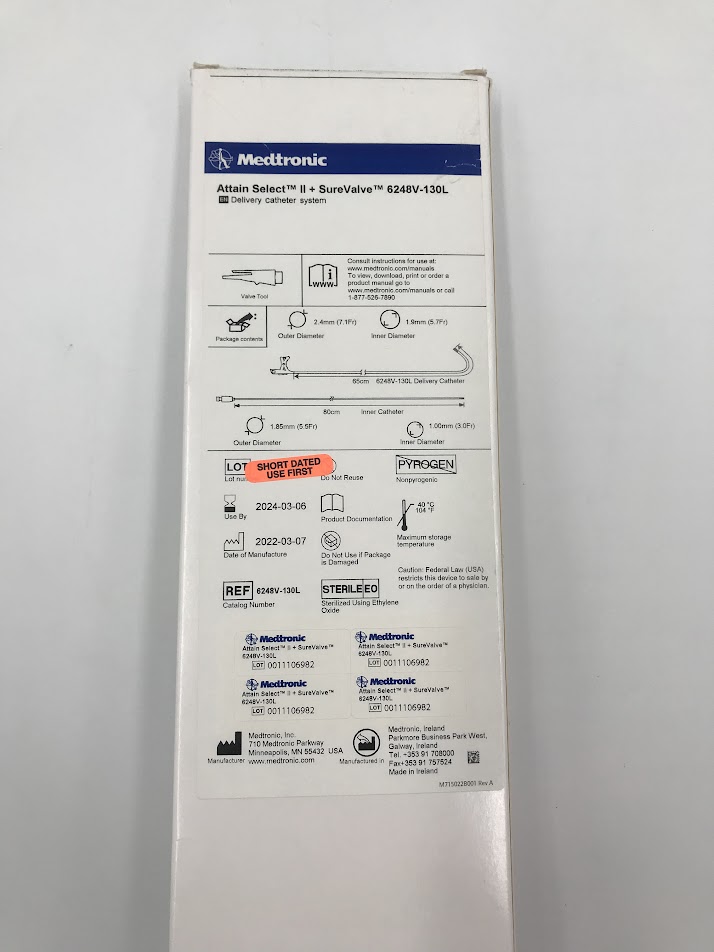 Medtronic
Attain Select™ II + SureValve™ 6248V-130L
EN Delivery catheter system
Valve Tool
i
www.
Consult instructions for use at:
www.medtronic.com/manuals
To view, download, print or order a
product manual go to
www.medtronic.com/manuals or call
1-877-526-7890
Package contents
2.4mm (7.1Fr)
Outer Diameter
1.9mm (5.7Fr)
Inner Diameter
65cm 6248V-130L Delivery Catheter
80cm Inner Catheter
1.85mm (5.5Fr)
Outer Diameter
1.00mm (3.0Fr)
Inner Diameter
LOT
Lot
SHORT DATED
USE FIRST
Do Not Reuse
PYROGEN
Nonpyrogenic
Use By
2024-03-06
Product Documentation
40 °C
104 °F
Maximum storage
temperature
2022-03-07
Date of Manufacture
Do Not Use if Package
is Damaged
Caution: Federal Law (USA)
restricts this device to sale by
or on the order of a physician.
REF 6248V-130L
Catalog Number
STERILE EO
Sterilized Using Ethylene
Oxide
Medtronic
Attain Select™ II + SureValve™
6248V-130L
LOT 0011106982
Medtronic
Attain Select™ II + SureValve™
6248V-130L
LOT 0011106982
Medtronic
Attain Select™ II + SureValve™
6248V-130L
LOT 0011106982
Medtronic
Attain Select™ II + SureValve™
6248V-130L
LOT 0011106982
Manufacturer
Medtronic, Inc.
710 Medtronic Parkway
Minneapolis, MN 55432 USA
www.medtronic.com
Manufactured in
Medtronic, Ireland
Parkmore Business Park West,
Galway, Ireland
Tel. +353 91 708000
Fax+353 91 757524
Made in Ireland
M715022B001 Rev A